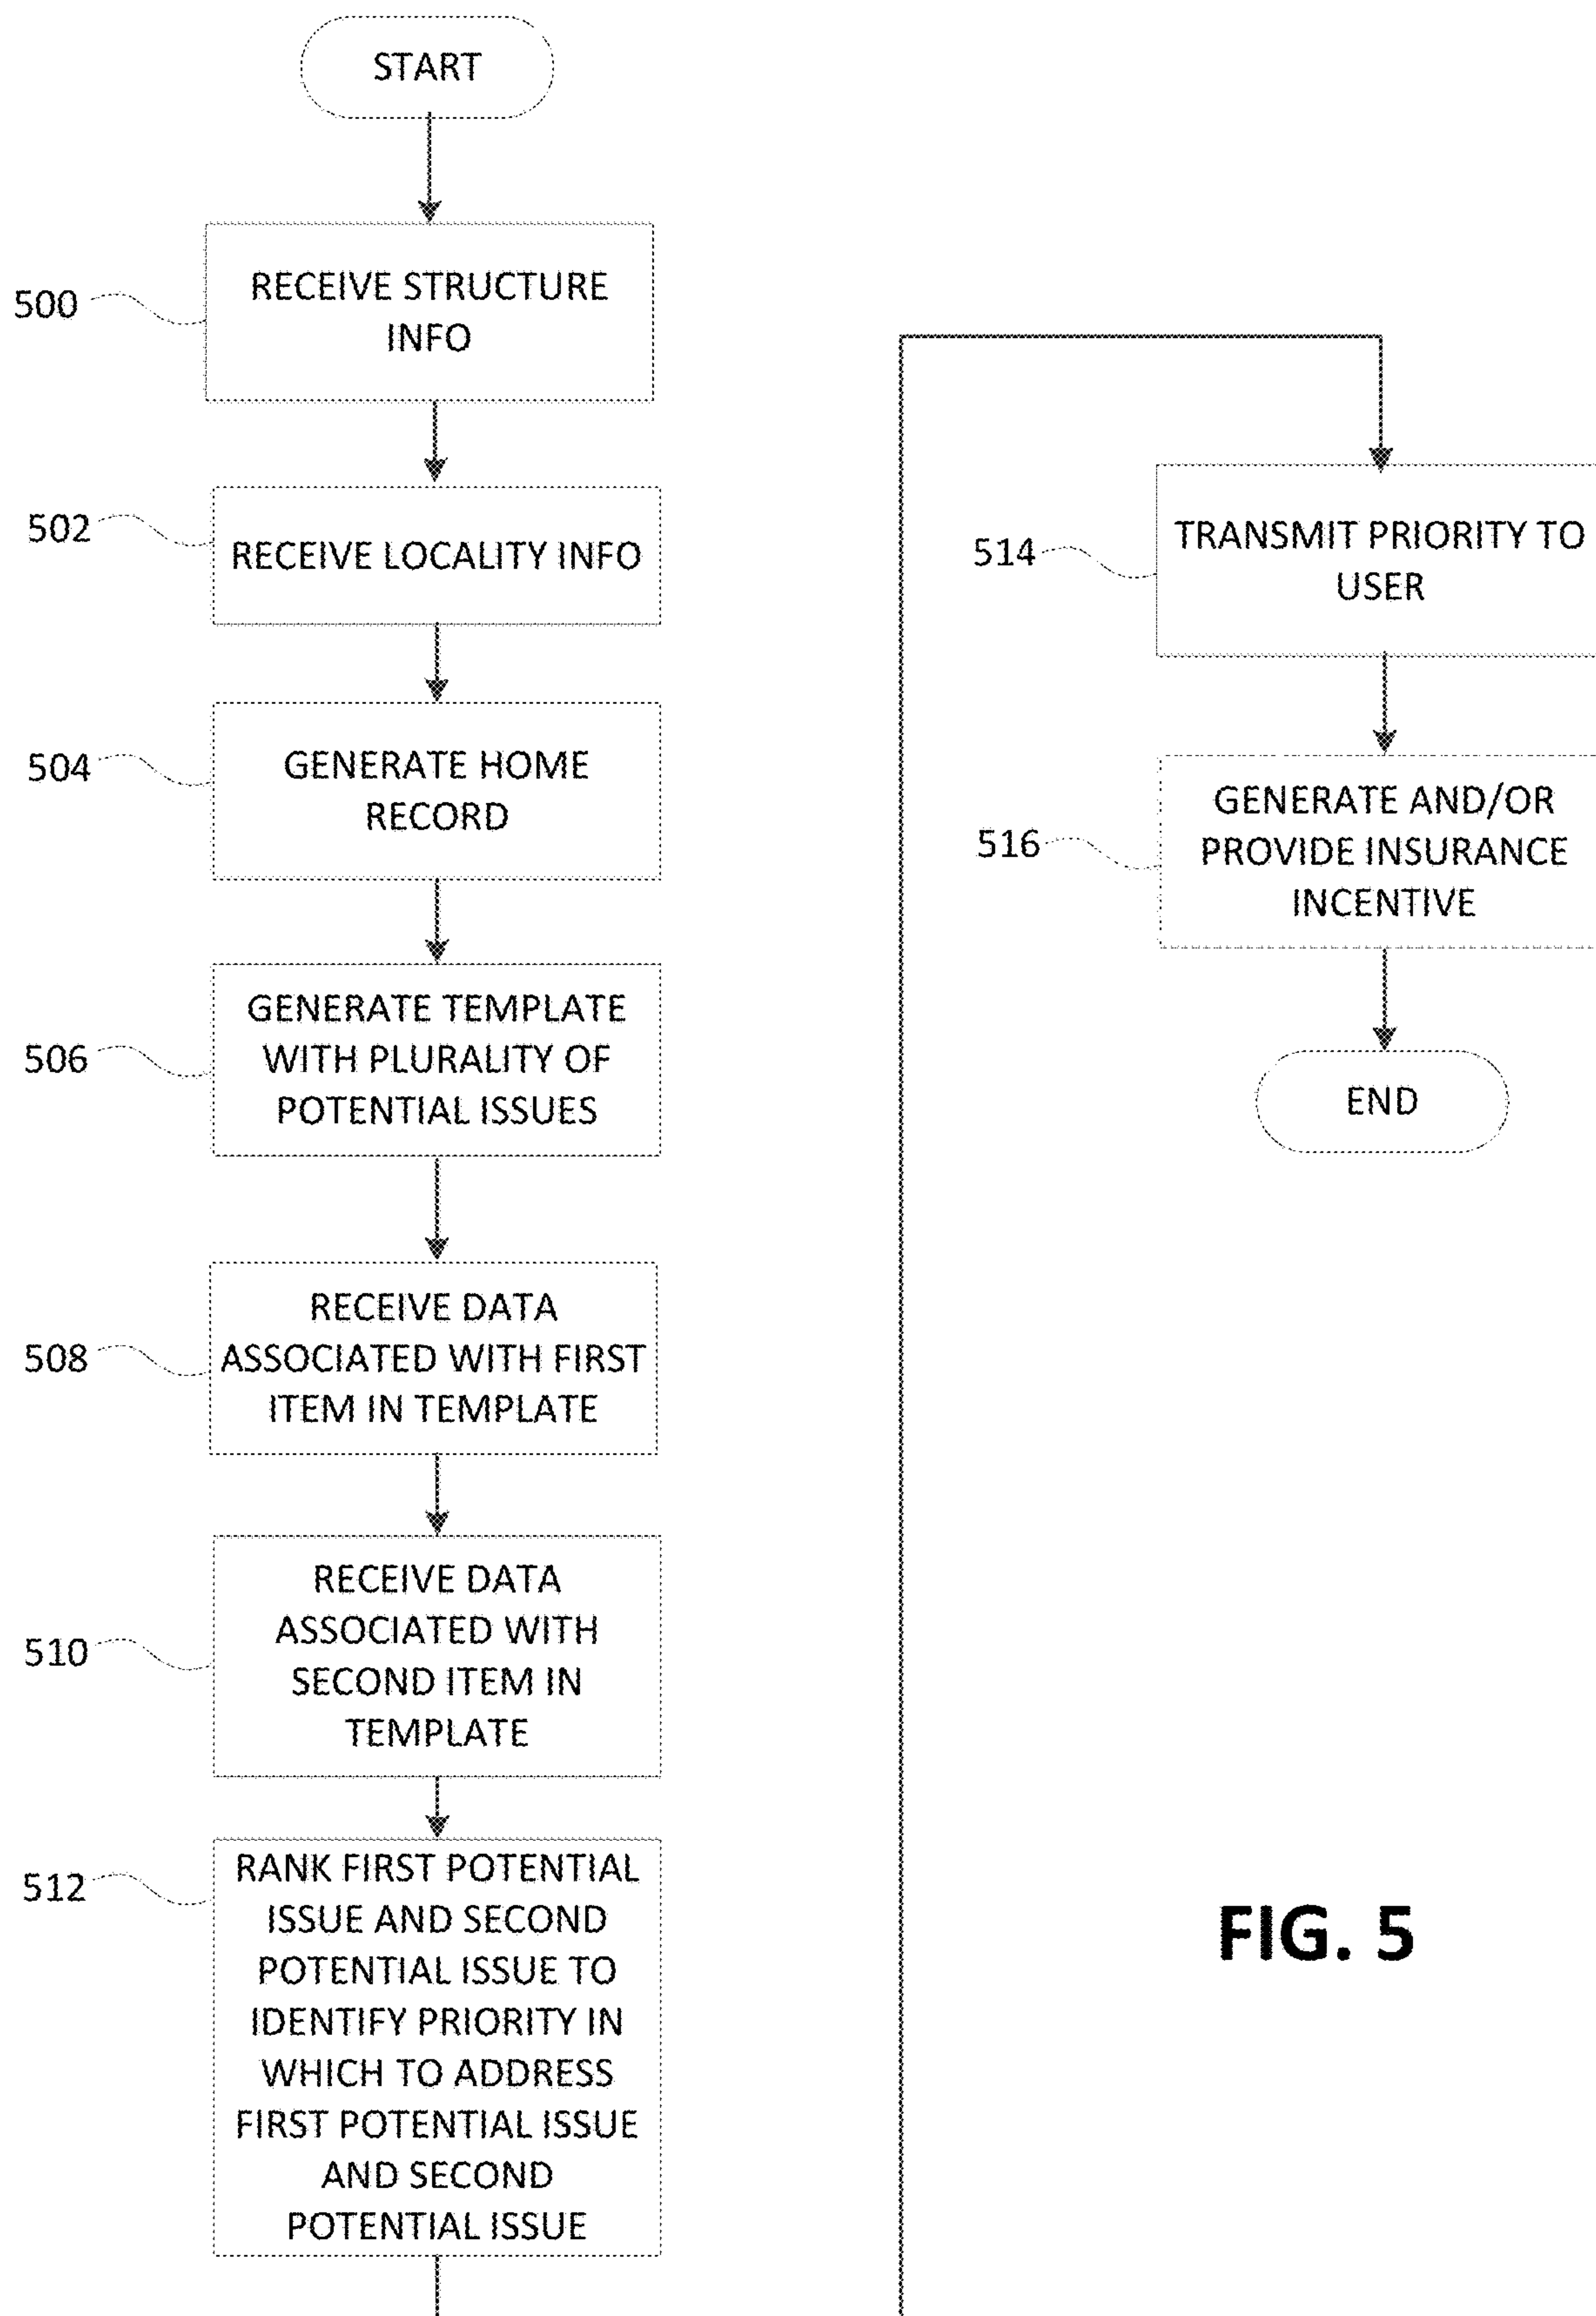 START
500
RECEIVE STRUCTURE
INFO
502
RECEIVE LOCALITY INFO
504
GENERATE HOME
RECORD
506
GENERATE TEMPLATE
WITH PLURALITY OF
POTENTIAL ISSUES
508
RECEIVE DATA
ASSOCIATED WITH FIRST
ITEM IN TEMPLATE
510
RECEIVE DATA
ASSOCIATED WITH
SECOND ITEM IN
TEMPLATE
512
RANK FIRST POTENTIAL
ISSUE AND SECOND
POTENTIAL ISSUE TO
IDENTIFY PRIORITY IN
WHICH TO ADDRESS
FIRST POTENTIAL ISSUE
AND SECOND
POTENTIAL ISSUE
514
TRANSMIT PRIORITY TO
USER
516
GENERATE AND/OR
PROVIDE INSURANCE
INCENTIVE
END
FIG. 5